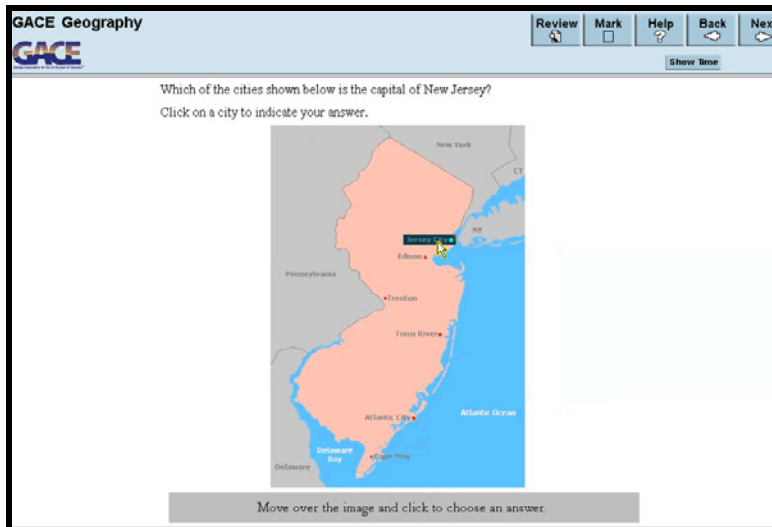 GACE Geography
Review Mark Help Back Nex
GACE
Show Time
Which of the cities shown below is the capital of New Jersey?
Click on a city to indicate your answer.
New York
CT
Jersey City
NY
Edison
Pennsylvania
Trenton
Toms River
Atlantic City
Atlantic Ocean
Delaware
Bay
Cape May
Delaware
Move over the image and click to choose an answer.